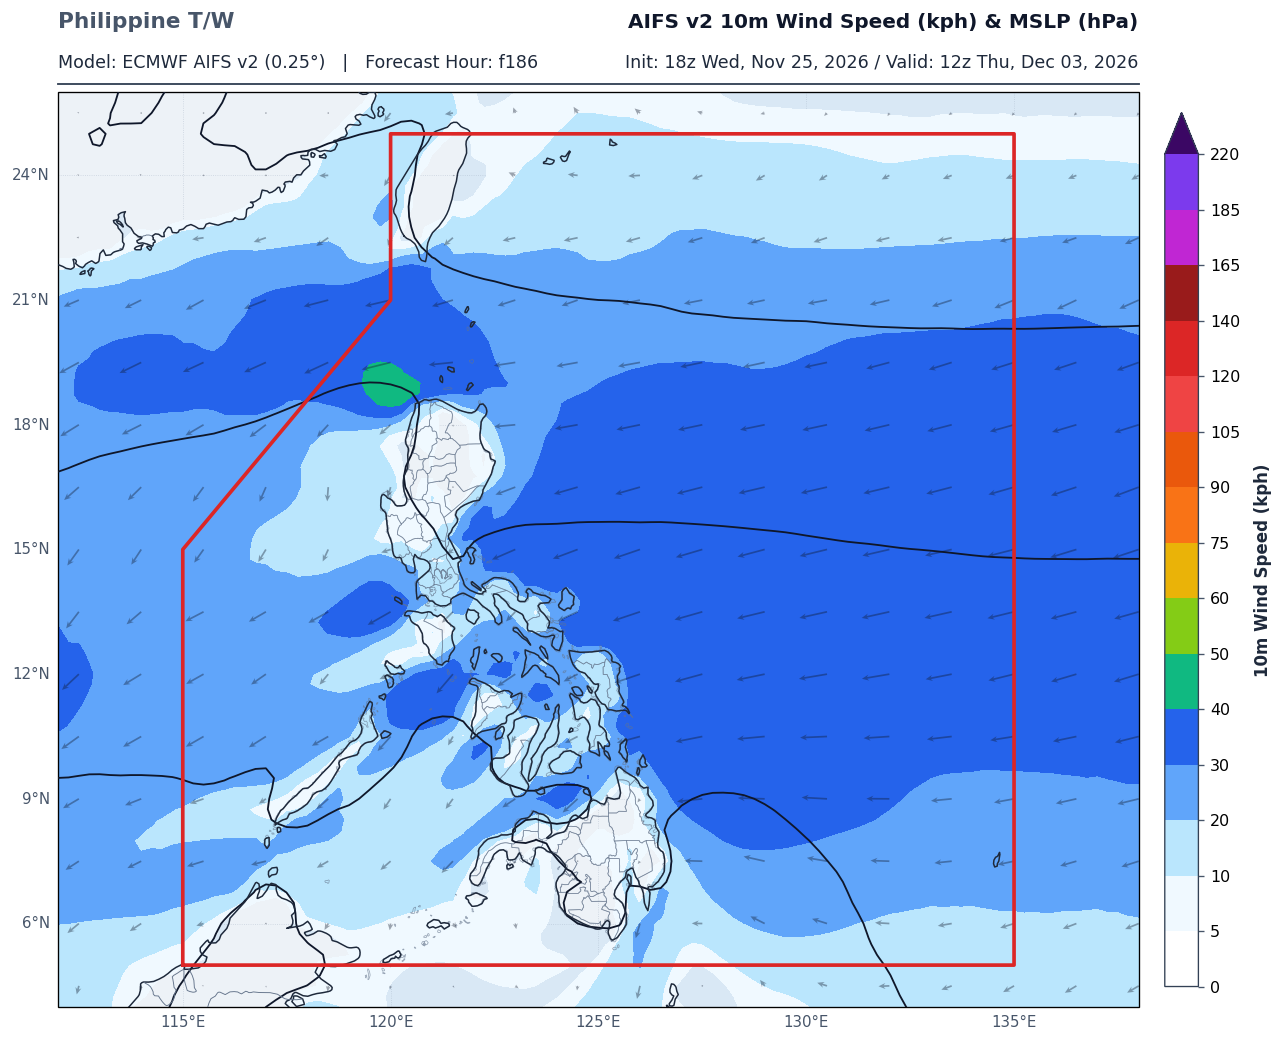 Philippine T/W
AIFS v2 10m Wind Speed (kph) & MSLP (hPa)
Model: ECMWF AIFS v2 (0.25°) | Forecast Hour: f186
Init: 18z Wed, Nov 25, 2026 / Valid: 12z Thu, Dec 03, 2026
24°N
21°N
18°N
15°N
12°N
9°N
6°N
115°E
120°E
125°E
130°E
135°E
220
185
165
140
120
105
90
75
60
50
40
30
20
10
5
0
10m Wind Speed (kph)